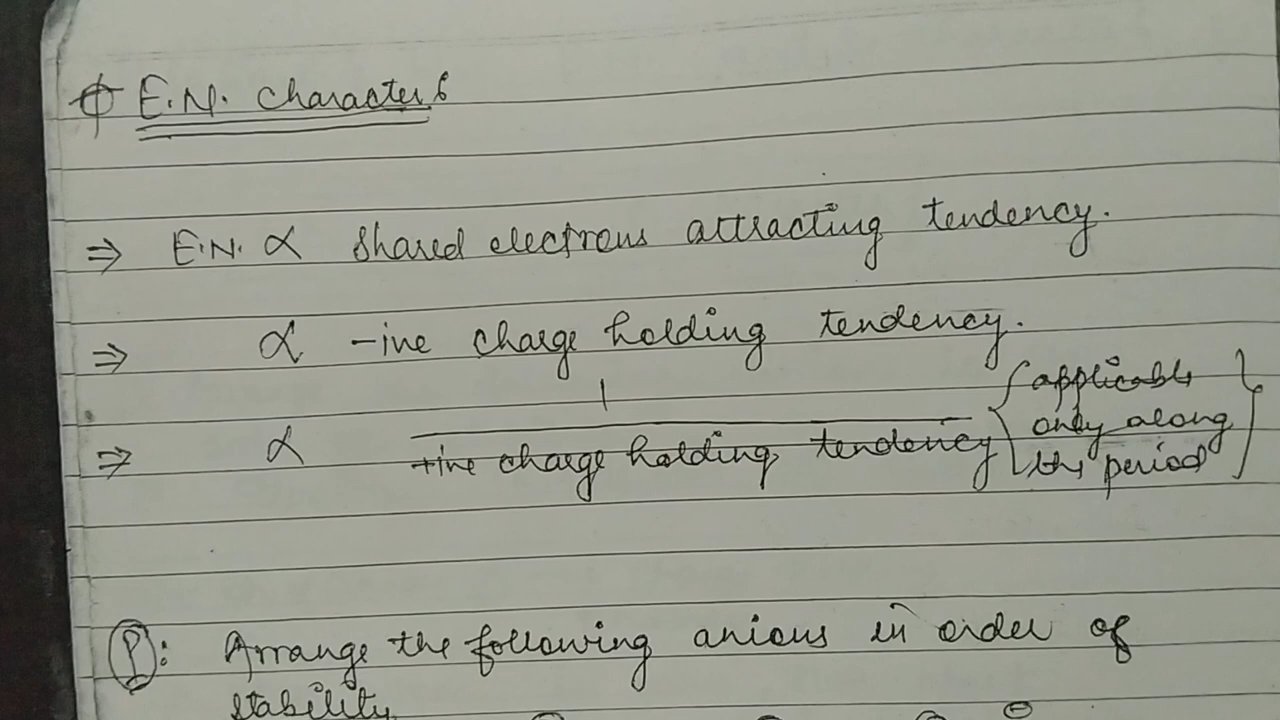 E.N. character
⇒ E.N. ∝ shared electrons attracting tendency.
⇒ ∝ -ive charge holding tendency.
⇒ ∝ 1
+ive charge holding tendency {applicable
only along
the period}
(P): Arrange the following anions in order of
stability